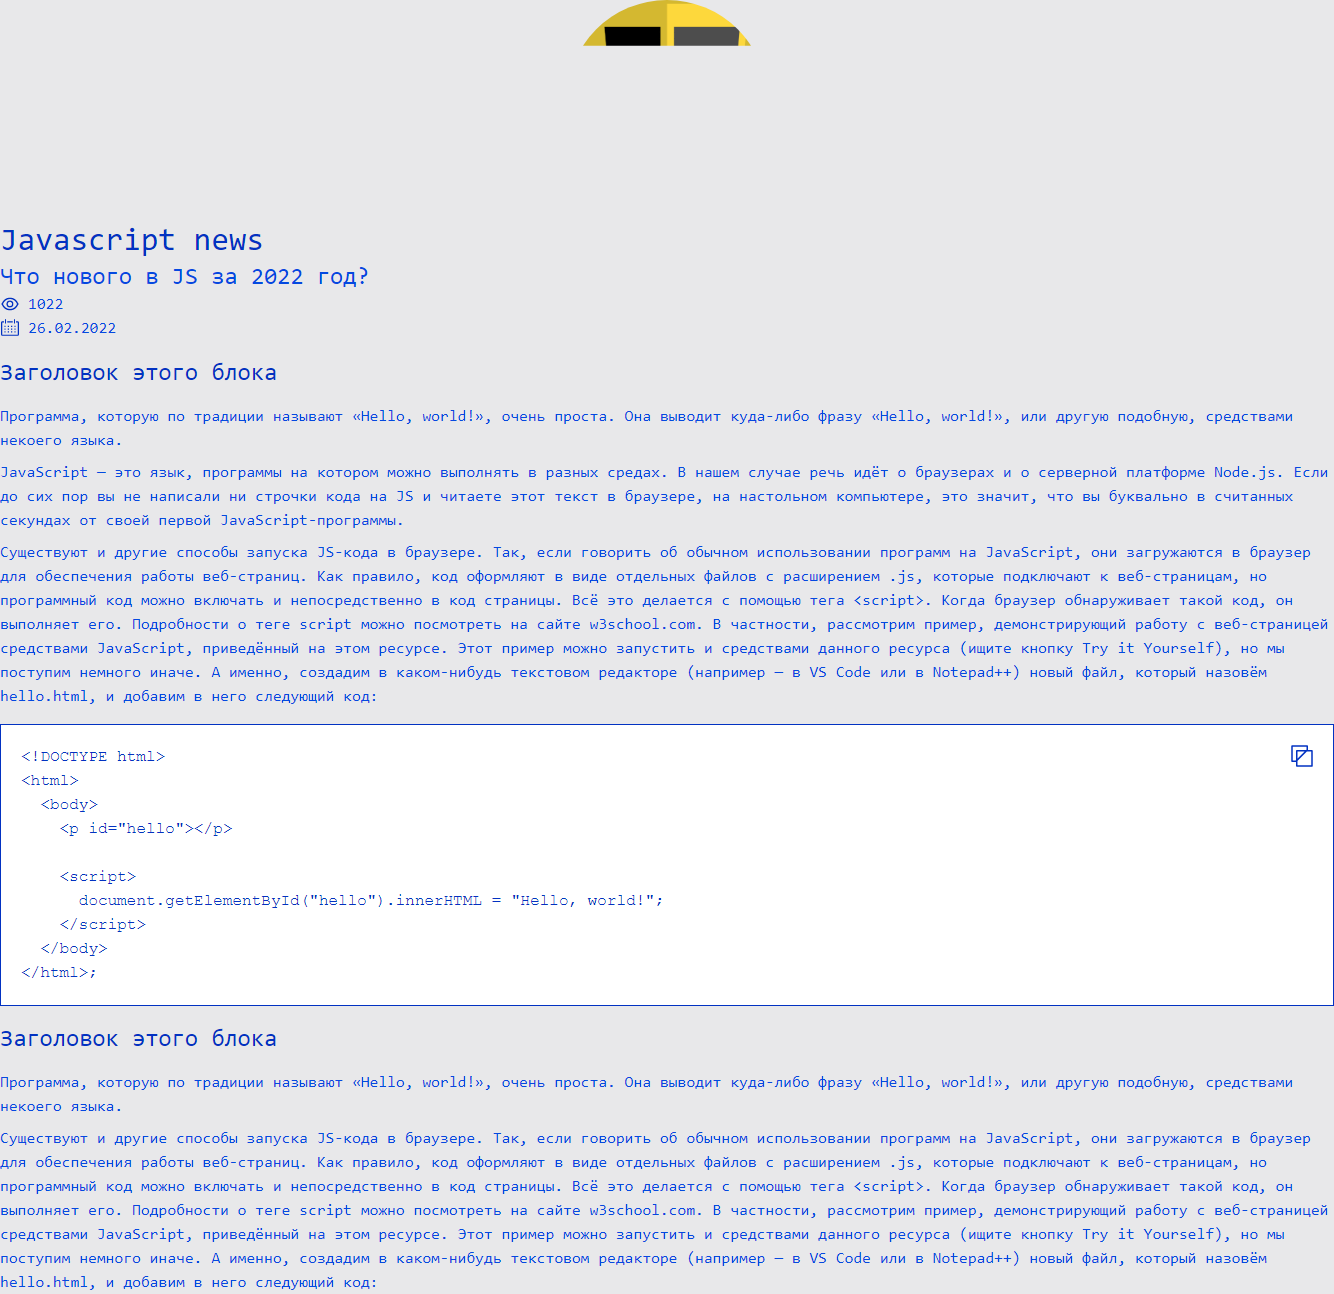 Javascript news
Что нового в JS за 2022 год?
1022
26.02.2022
Заголовок этого блока
Программа, которую по традиции называют «Hello, world!», очень проста. Она выводит куда-либо фразу «Hello, world!», или другую подобную, средствами
некоего языка.
JavaScript — это язык, программы на котором можно выполнять в разных средах. В нашем случае речь идёт о браузерах и о серверной платформе Node.js. Если
до сих пор вы не написали ни строчки кода на JS и читаете этот текст в браузере, на настольном компьютере, это значит, что вы буквально в считанных
секундах от своей первой JavaScript-программы.
Существуют и другие способы запуска JS-кода в браузере. Так, если говорить об обычном использовании программ на JavaScript, они загружаются в браузер
для обеспечения работы веб-страниц. Как правило, код оформляют в виде отдельных файлов с расширением .js, которые подключают к веб-страницам, но
программный код можно включать и непосредственно в код страницы. Всё это делается с помощью тега <script>. Когда браузер обнаруживает такой код, он
выполняет его. Подробности о теге script можно посмотреть на сайте w3school.com. В частности, рассмотрим пример, демонстрирующий работу с веб-страницей
средствами JavaScript, приведённый на этом ресурсе. Этот пример можно запустить и средствами данного ресурса (ищите кнопку Try it Yourself), но мы
поступим немного иначе. А именно, создадим в каком-нибудь текстовом редакторе (например — в VS Code или в Notepad++) новый файл, который назовём
hello.html, и добавим в него следующий код:
<!DOCTYPE html>
<html>
  <body>
    <p id="hello"></p>
    <script>
      document.getElementById("hello").innerHTML = "Hello, world!";
    </script>
  </body>
</html>;
Заголовок этого блока
Программа, которую по традиции называют «Hello, world!», очень проста. Она выводит куда-либо фразу «Hello, world!», или другую подобную, средствами
некоего языка.
Существуют и другие способы запуска JS-кода в браузере. Так, если говорить об обычном использовании программ на JavaScript, они загружаются в браузер
для обеспечения работы веб-страниц. Как правило, код оформляют в виде отдельных файлов с расширением .js, которые подключают к веб-страницам, но
программный код можно включать и непосредственно в код страницы. Всё это делается с помощью тега <script>. Когда браузер обнаруживает такой код, он
выполняет его. Подробности о теге script можно посмотреть на сайте w3school.com. В частности, рассмотрим пример, демонстрирующий работу с веб-страницей
средствами JavaScript, приведённый на этом ресурсе. Этот пример можно запустить и средствами данного ресурса (ищите кнопку Try it Yourself), но мы
поступим немного иначе. А именно, создадим в каком-нибудь текстовом редакторе (например — в VS Code или в Notepad++) новый файл, который назовём
hello.html, и добавим в него следующий код: